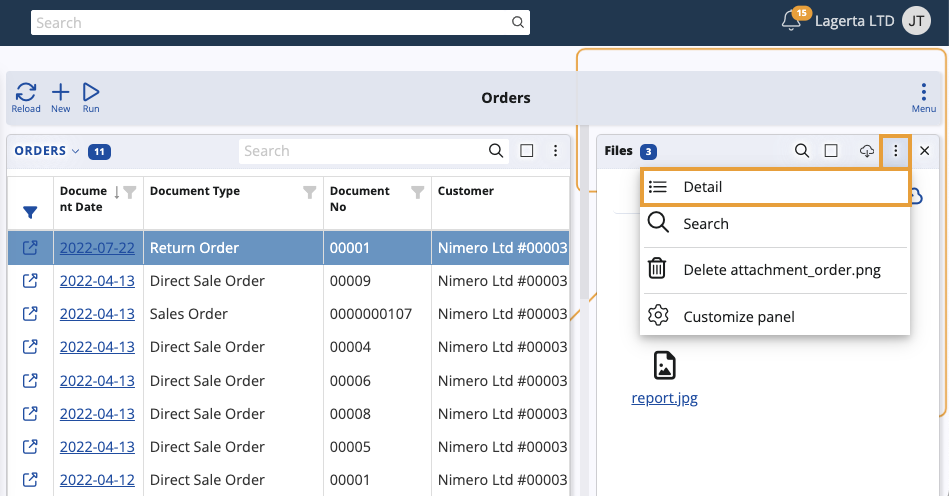 Search
15
Lagerta LTD
JT
Reload
New
Run
Orders
Menu
ORDERS
11
Search
Files
3
Docume
nt Date
Document Type
Document
No
Customer
2022-07-22 Return Order 00001 Nimero Ltd #00003
2022-04-13 Direct Sale Order 00009 Nimero Ltd #00003
2022-04-13 Sales Order 0000000107 Nimero Ltd #00003
2022-04-13 Direct Sale Order 00004 Nimero Ltd #00003
2022-04-13 Direct Sale Order 00006 Nimero Ltd #00003
2022-04-13 Direct Sale Order 00008 Nimero Ltd #00003
2022-04-13 Direct Sale Order 00005 Nimero Ltd #00003
2022-04-12 Direct Sale Order 00001 Nimero Ltd #00003
Detail
Search
Delete attachment_order.png
Customize panel
report.jpg